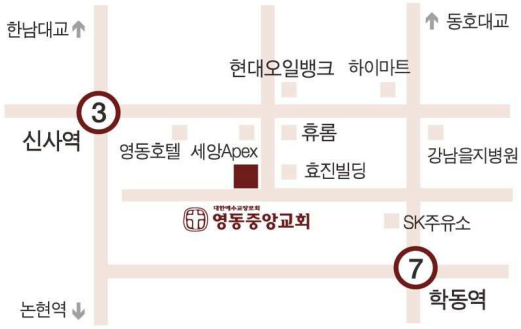 한남대교
동호대교
현대오일뱅크
하이마트
3
신사역
영동호텔
세양Apex
휴롬
강남을지병원
효진빌딩
대한예수교장로회
영동중앙교회
SK주유소
7
학동역
논현역